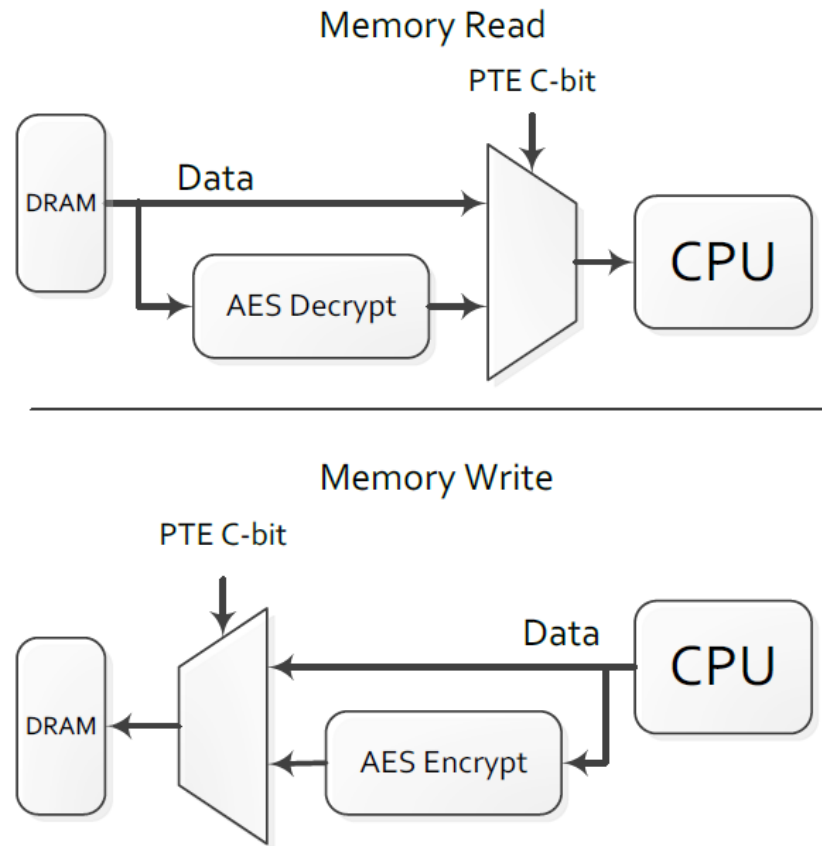 Memory Read
PTE C-bit
Data
DRAM
AES Decrypt
CPU
Memory Write
PTE C-bit
Data
CPU
DRAM
AES Encrypt